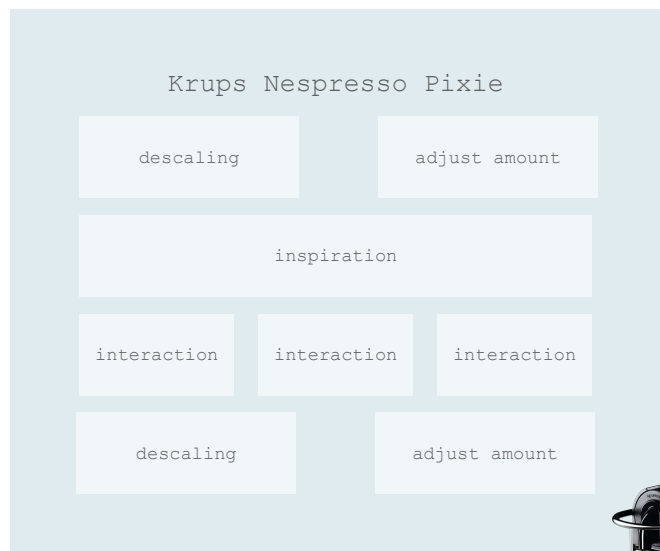 Krups Nespresso Pixie
descaling adjust amount
inspiration
interaction interaction interaction
descaling adjust amount